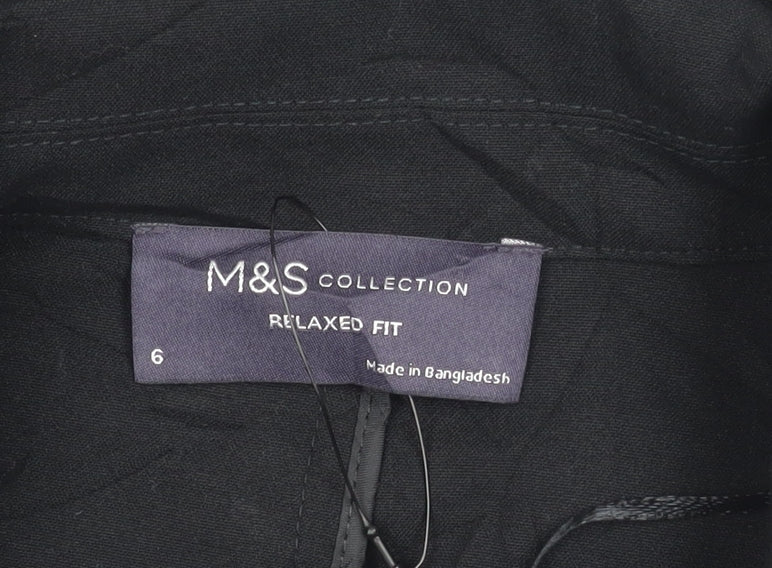 M&S COLLECTION
RELAXED FIT
6
Made in Bangladesh